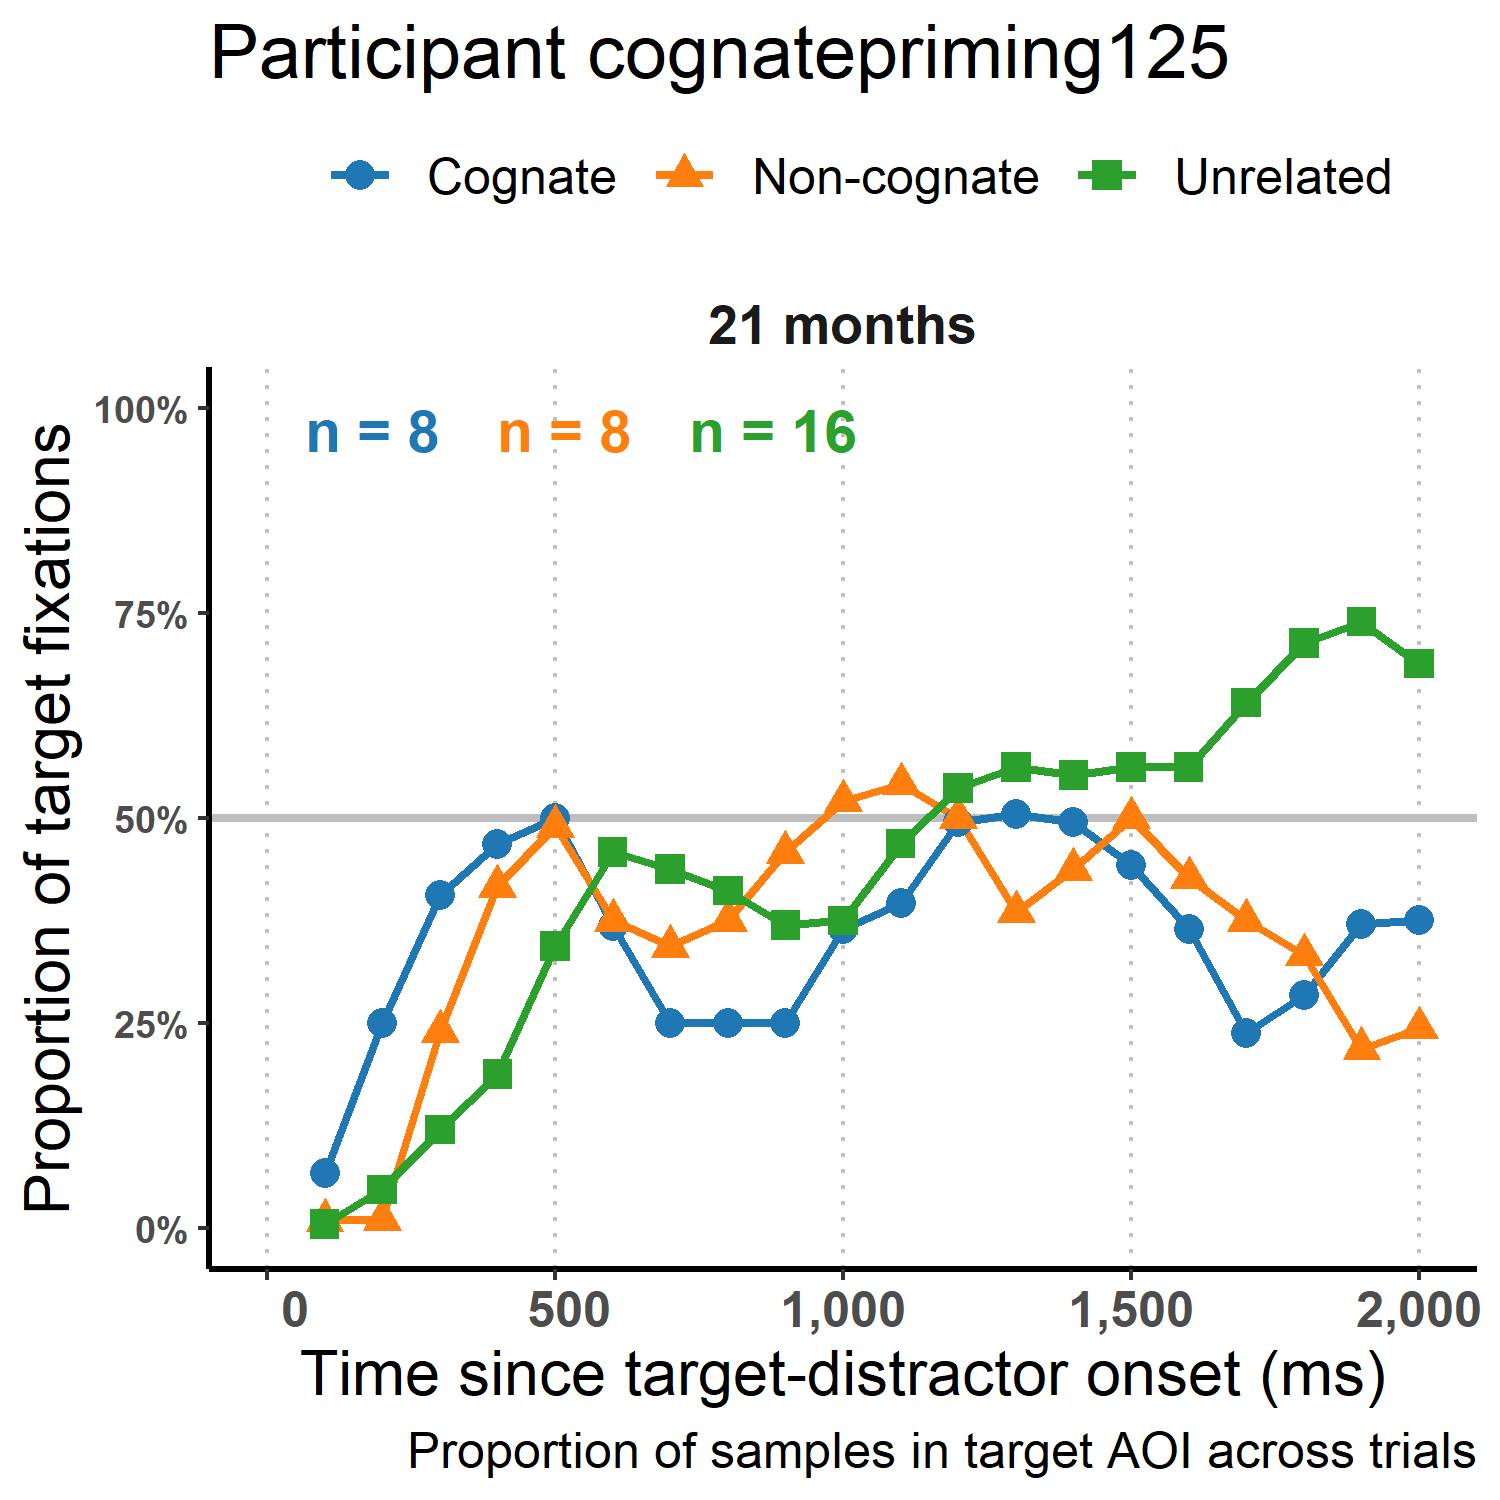 Participant cognatepriming125
Cognate Non-cognate Unrelated
21 months
n = 8 n = 8 n = 16
100%
75%
50%
25%
0%
Proportion of target fixations
0 500 1,000 1,500 2,000
Time since target-distractor onset (ms)
Proportion of samples in target AOI across trials